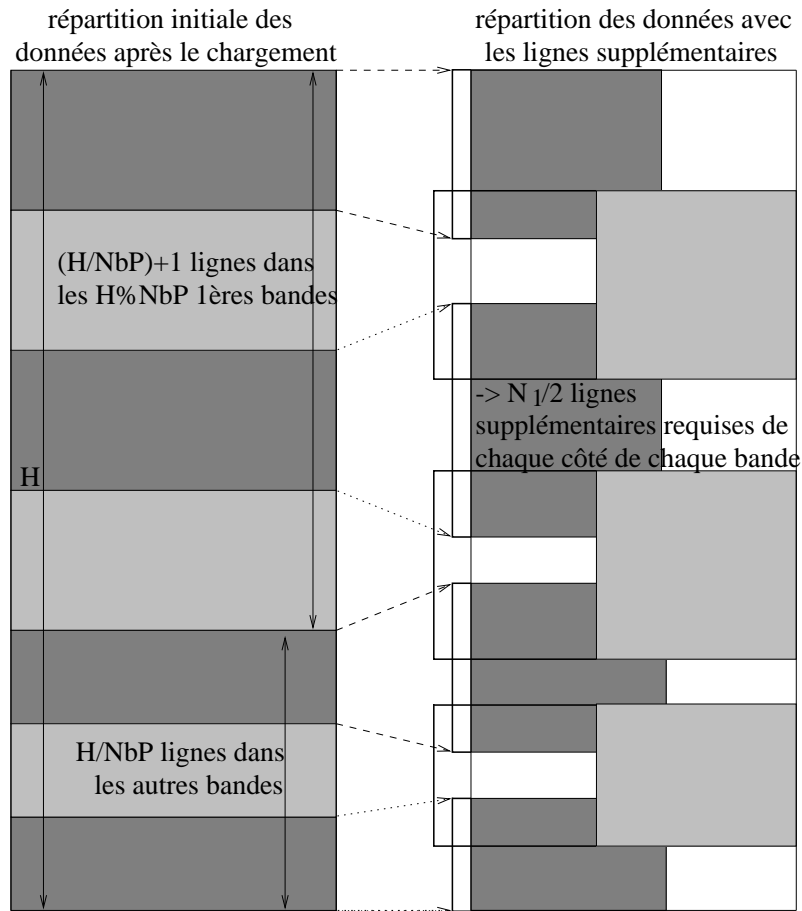 répartition initiale des
données après le chargement
répartition des données avec
les lignes supplémentaires
(H/NbP)+1 lignes dans
les H%NbP 1ères bandes
-> N 1/2 lignes
supplémentaires requises de
chaque côté de chaque bande
H
H/NbP lignes dans
les autres bandes